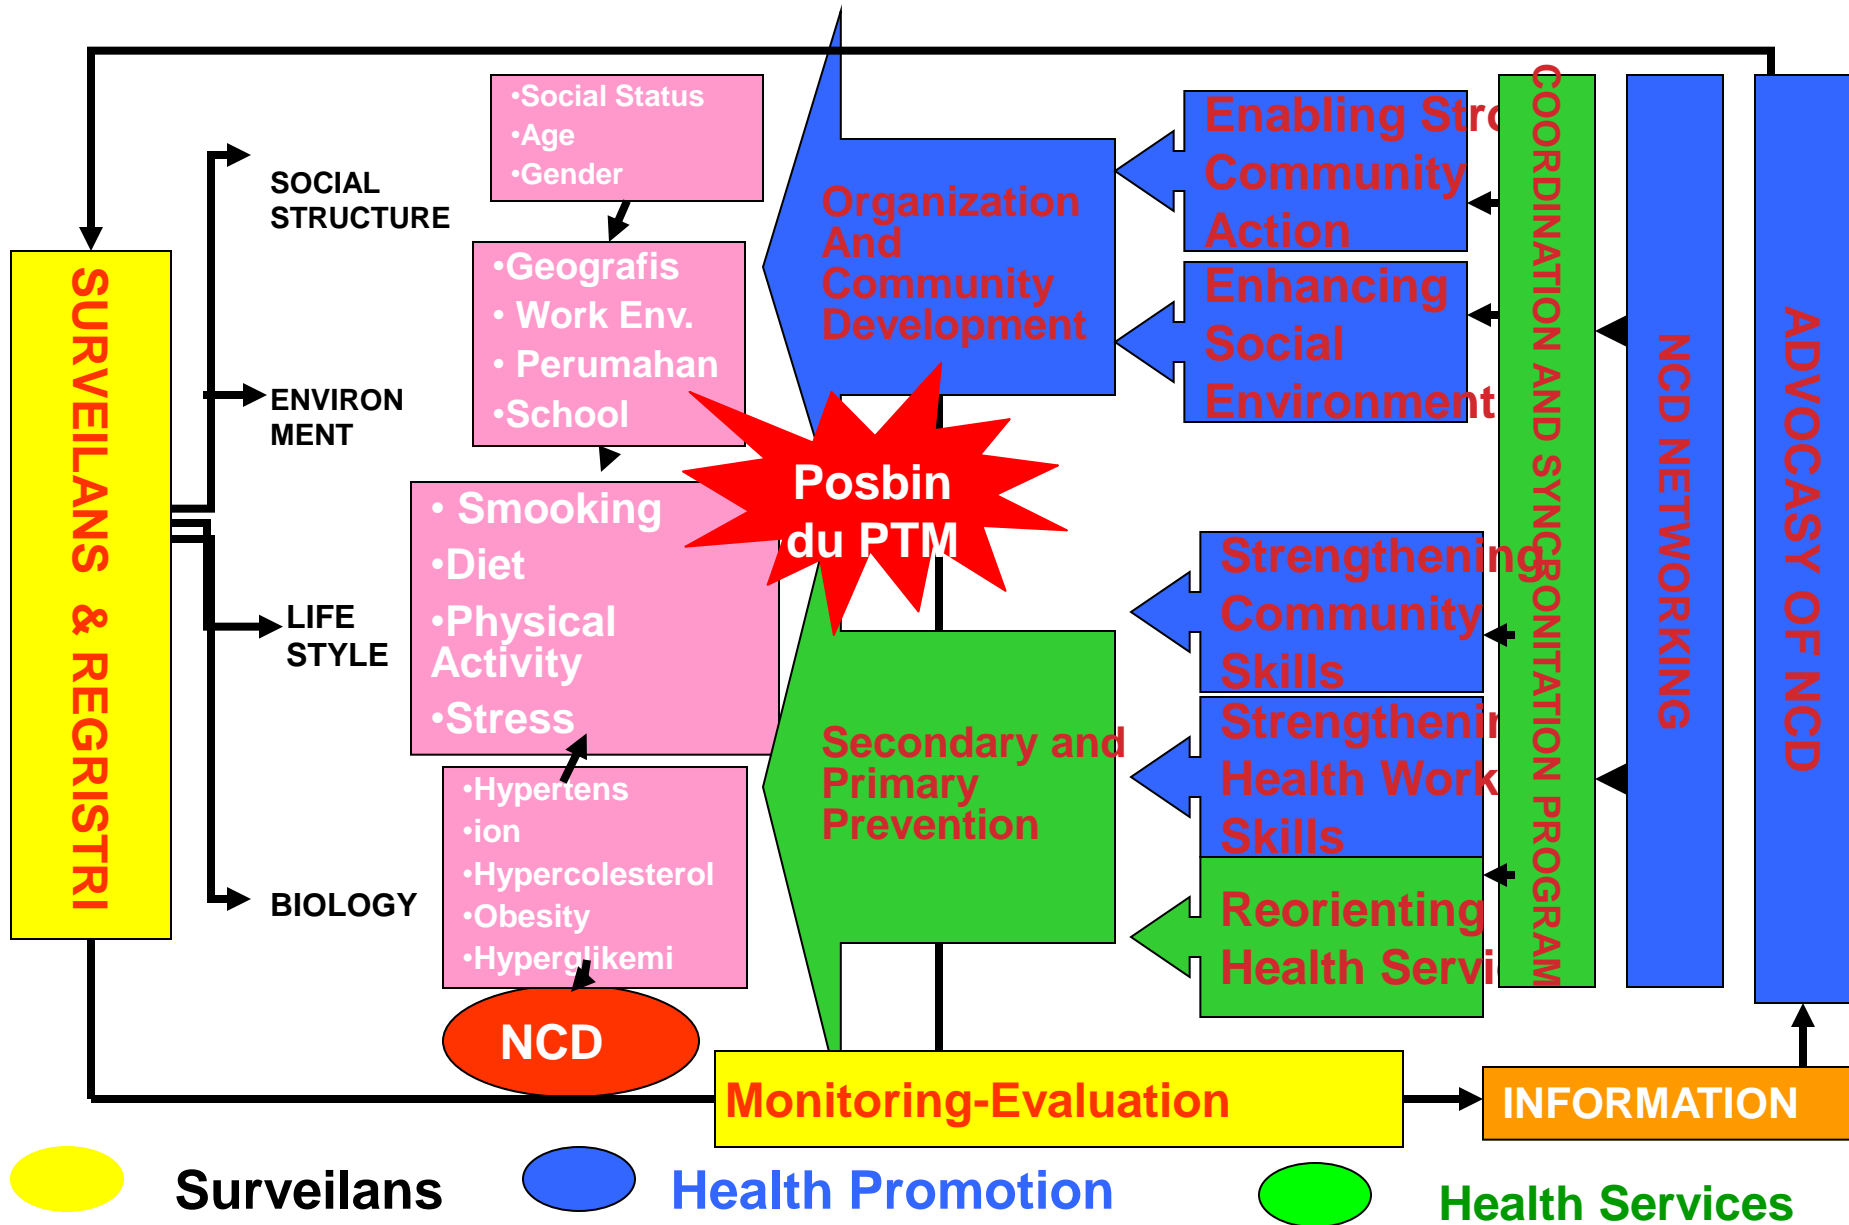 •Social Status
•Age
•Gender
SOCIAL
STRUCTURE
•Geografis
• Work Env.
• Perumahan
•School
ENVIRON
MENT
• Smooking
•Diet
•Physical
Activity
•Stress
LIFE
STYLE
•Hypertens
•ion
•Hypercolesterol
•Obesity
•Hyperglikemi
BIOLOGY
NCD
SURVEILANS & REGRISTRI
Organization
And
Community
Development
Posbin
du PTM
Secondary and
Primary
Prevention
Enabling Stro
Community
Action
Enhancing
Social
Environment
Strengthening
Community
Skills
Strengthenin
Health Work
Skills
Reorienting
Health Servi
COORDINATION AND SYNCRONITATION PROGRAM
NCD NETWORKING
ADVOCASY OF NCD
Monitoring-Evaluation
INFORMATION
Surveilans
Health Promotion
Health Services